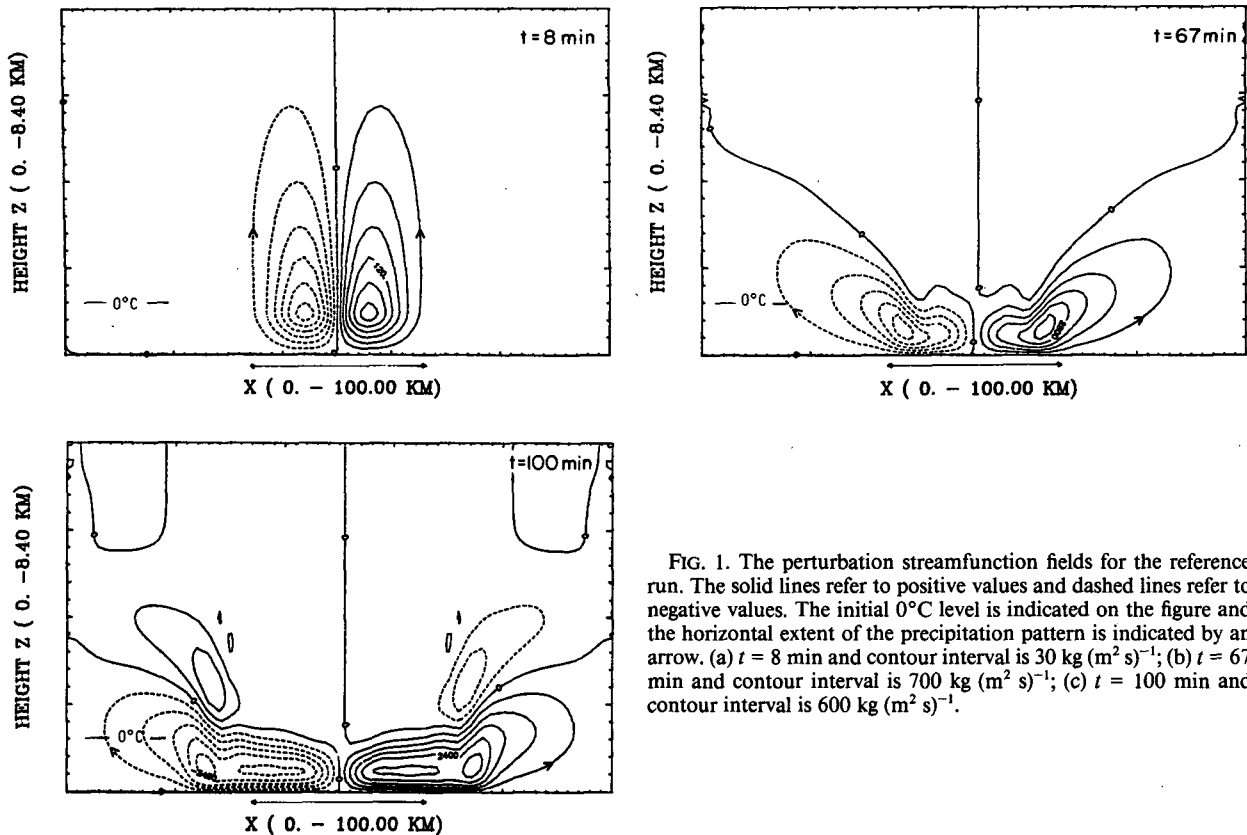 t=8 min
HEIGHT Z ( 0. -8.40 KM)
— 0°C —
120.
X ( 0. - 100.00 KM)
t=67min
HEIGHT Z ( 0. -8.40 KM)
— 0°C —
X ( 0. - 100.00 KM)
t=100 min
HEIGHT Z ( 0. -8.40 KM)
— 0°C —
2400
X ( 0. - 100.00 KM)
FIG. 1. The perturbation streamfunction fields for the reference
run. The solid lines refer to positive values and dashed lines refer to
negative values. The initial 0°C level is indicated on the figure and
the horizontal extent of the precipitation pattern is indicated by an
arrow. (a) t = 8 min and contour interval is 30 kg (m² s)⁻¹; (b) t = 67
min and contour interval is 700 kg (m² s)⁻¹; (c) t = 100 min and
contour interval is 600 kg (m² s)⁻¹.